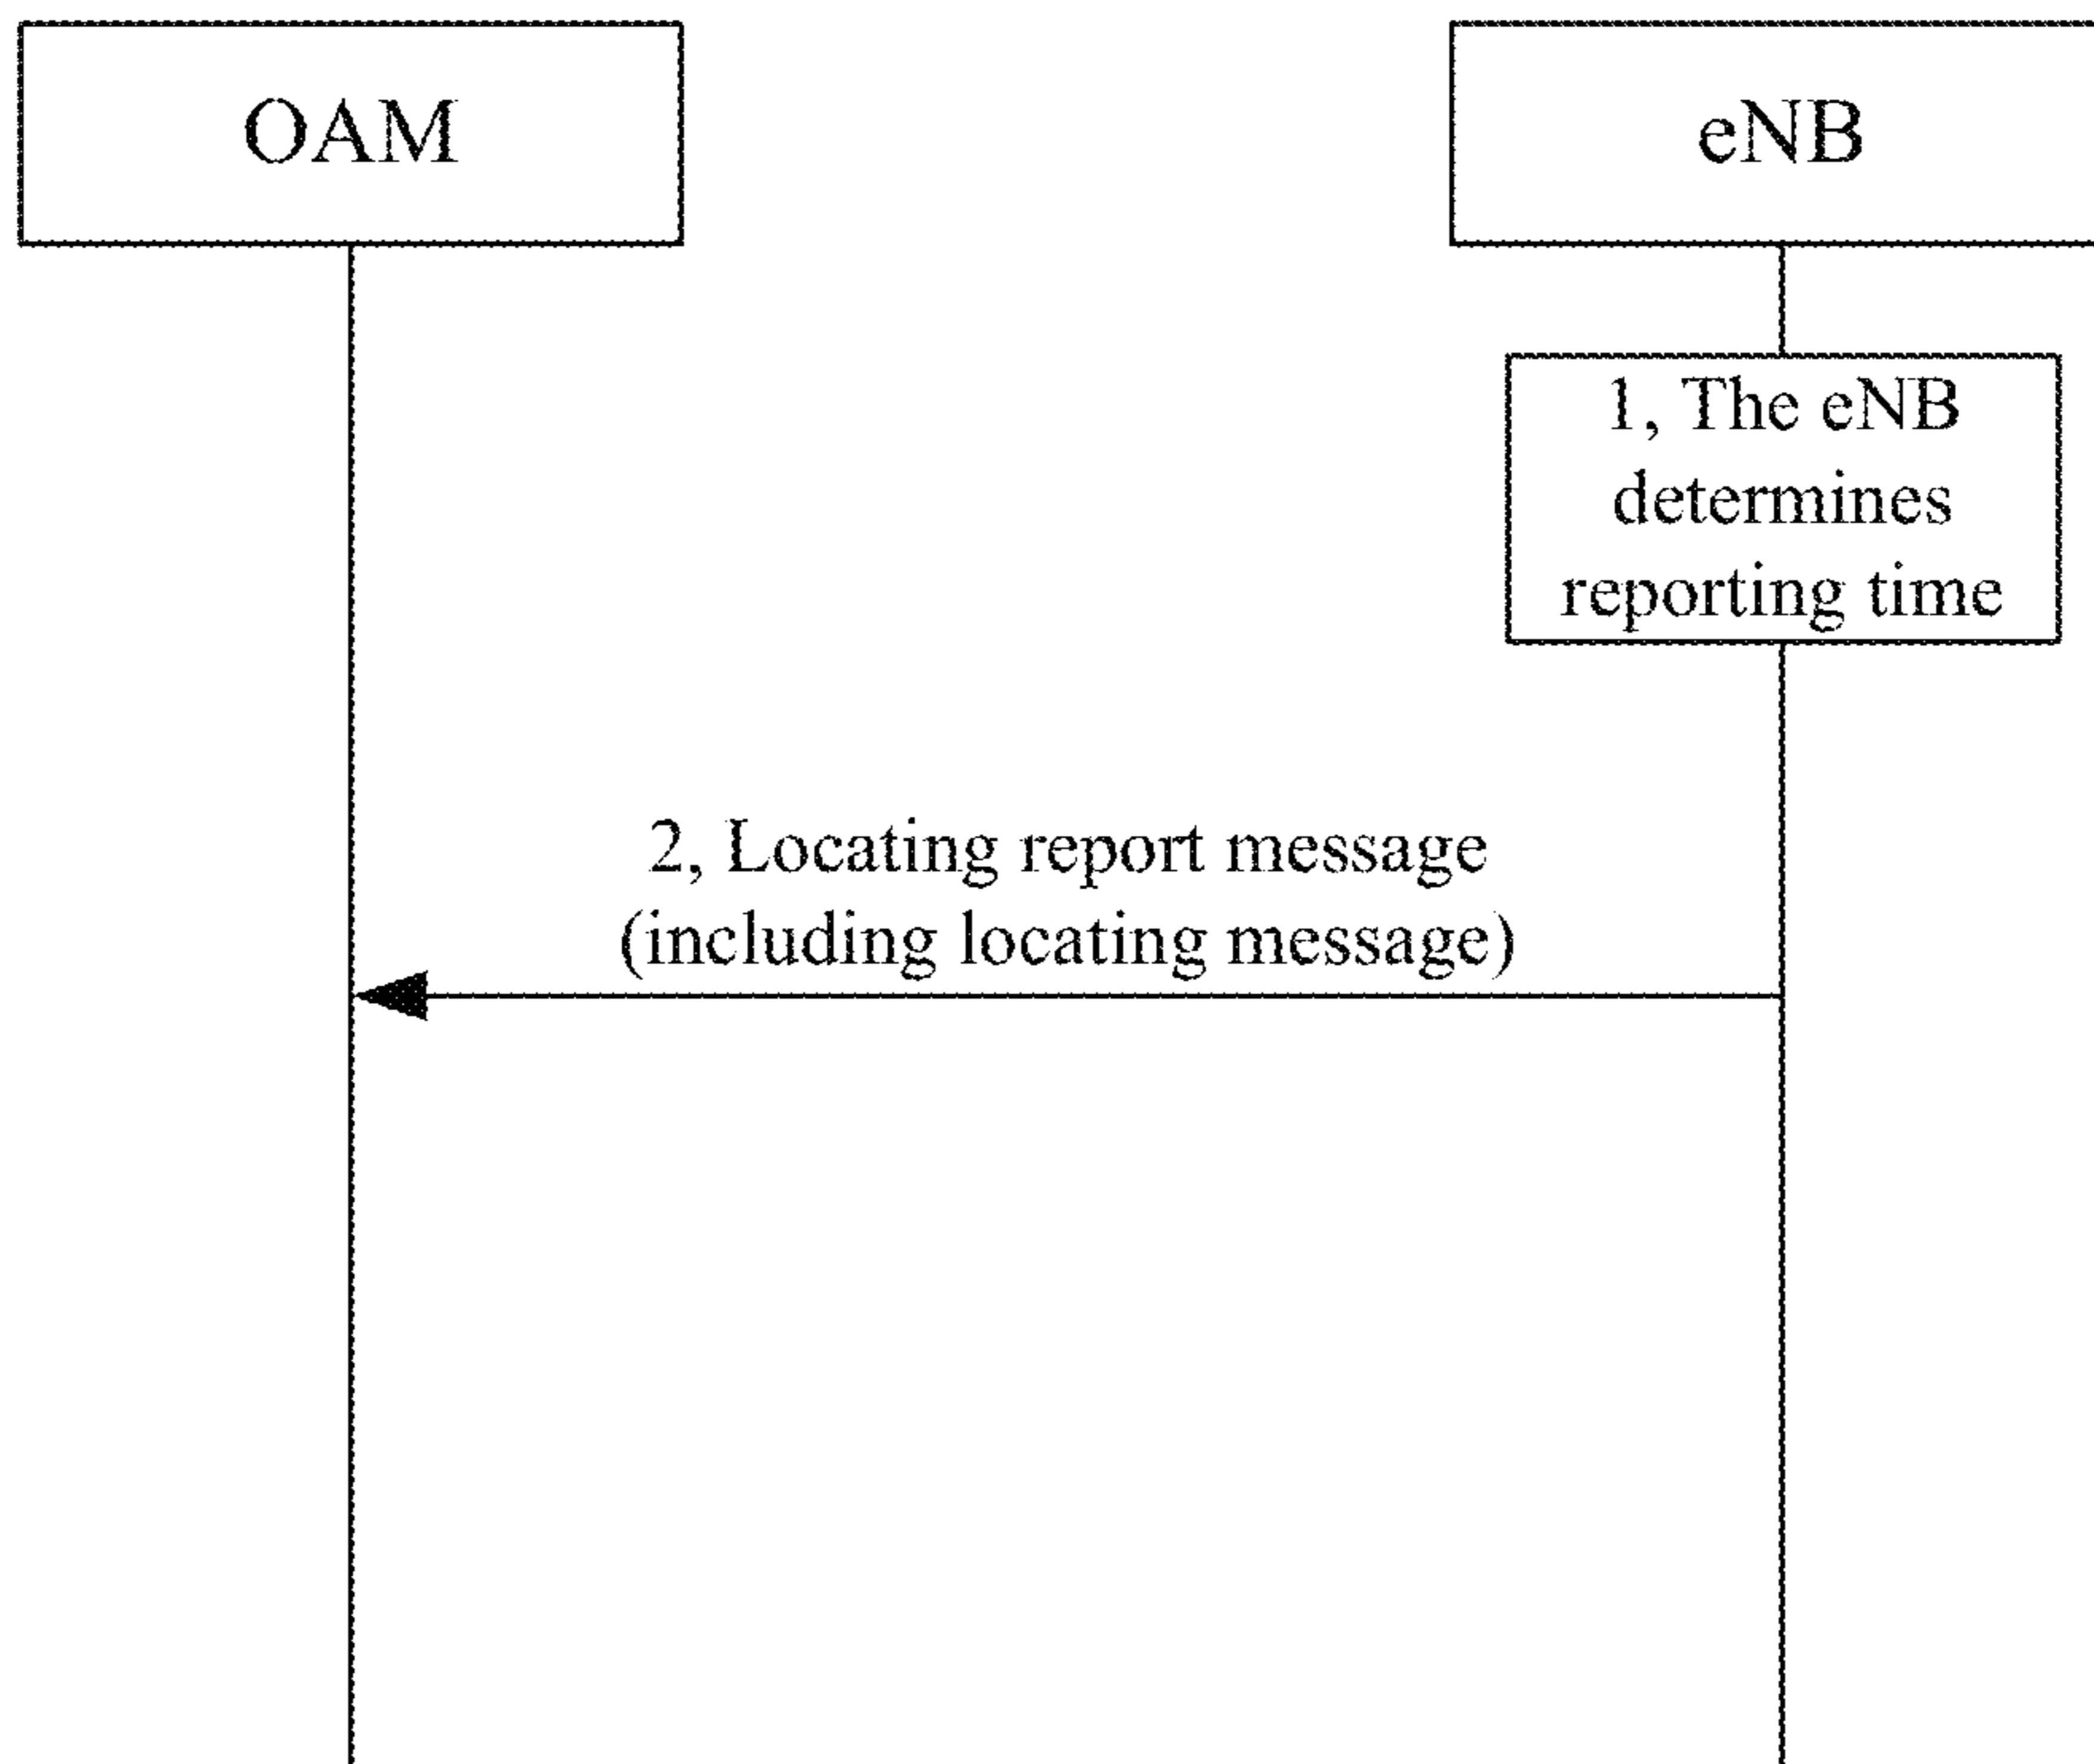 OAM
eNB
1, The eNB
determines
reporting time
2, Locating report message
(including locating message)